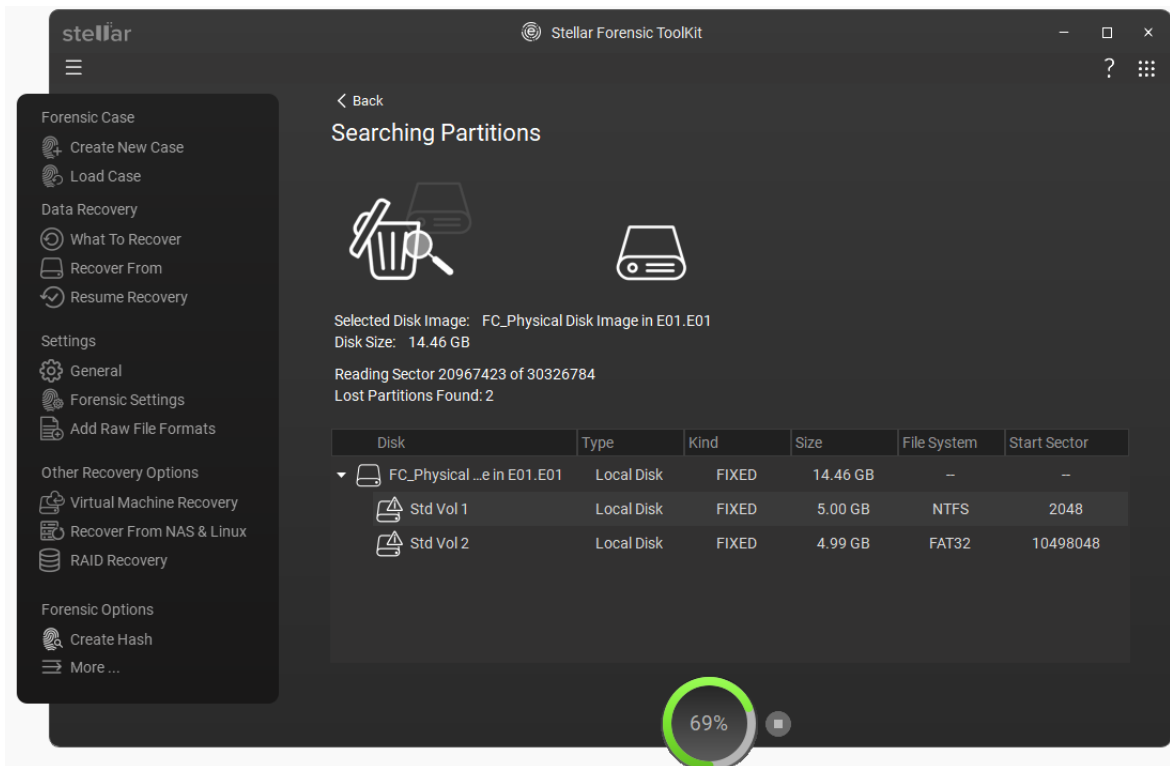 stellar
Stellar Forensic ToolKit
?
Forensic Case
Create New Case
Load Case
Data Recovery
What To Recover
Recover From
Resume Recovery
Settings
General
Forensic Settings
Add Raw File Formats
Other Recovery Options
Virtual Machine Recovery
Recover From NAS & Linux
RAID Recovery
Forensic Options
Create Hash
More ...
Back
Searching Partitions
Selected Disk Image: FC_Physical Disk Image in E01.E01
Disk Size: 14.46 GB
Reading Sector 20967423 of 30326784
Lost Partitions Found: 2
Disk Type Kind Size File System Start Sector
FC_Physical ...e in E01.E01 Local Disk FIXED 14.46 GB -- --
Std Vol 1 Local Disk FIXED 5.00 GB NTFS 2048
Std Vol 2 Local Disk FIXED 4.99 GB FAT32 10498048
69%